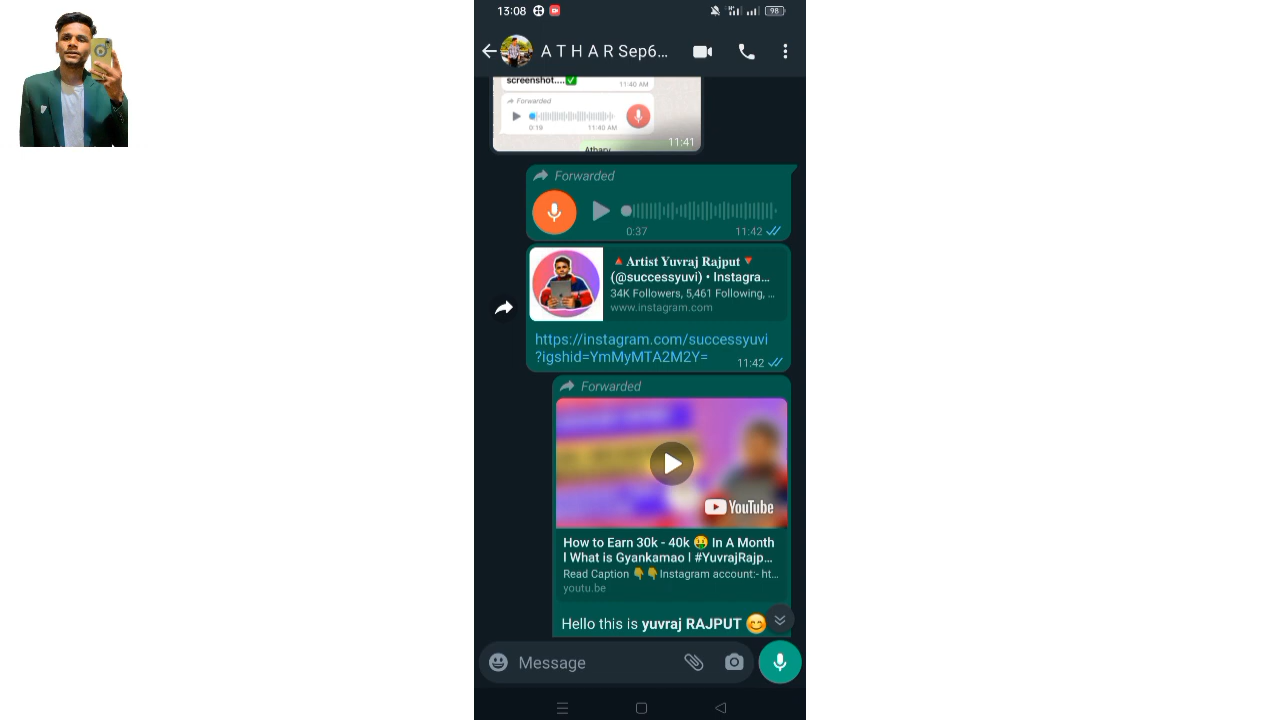 13:08
98
A T H A R Sep6...
screenshot....✅
11:40 AM
Forwarded
0:19 11:40 AM
Athary
11:41
Forwarded
0:37 11:42
🔺Artist Yuvraj Rajput🔻
(@successyuvi) • Instagra...
34K Followers, 5,461 Following, ...
www.instagram.com
https://instagram.com/successyuvi
?igshid=YmMyMTA2M2Y=
11:42
Forwarded
YouTube
How to Earn 30k - 40k 🤑 In A Month
l What is Gyankamao l #YuvrajRajp...
Read Caption 👇👇Instagram account:- ht...
youtu.be
Hello this is yuvraj RAJPUT 😊
Message